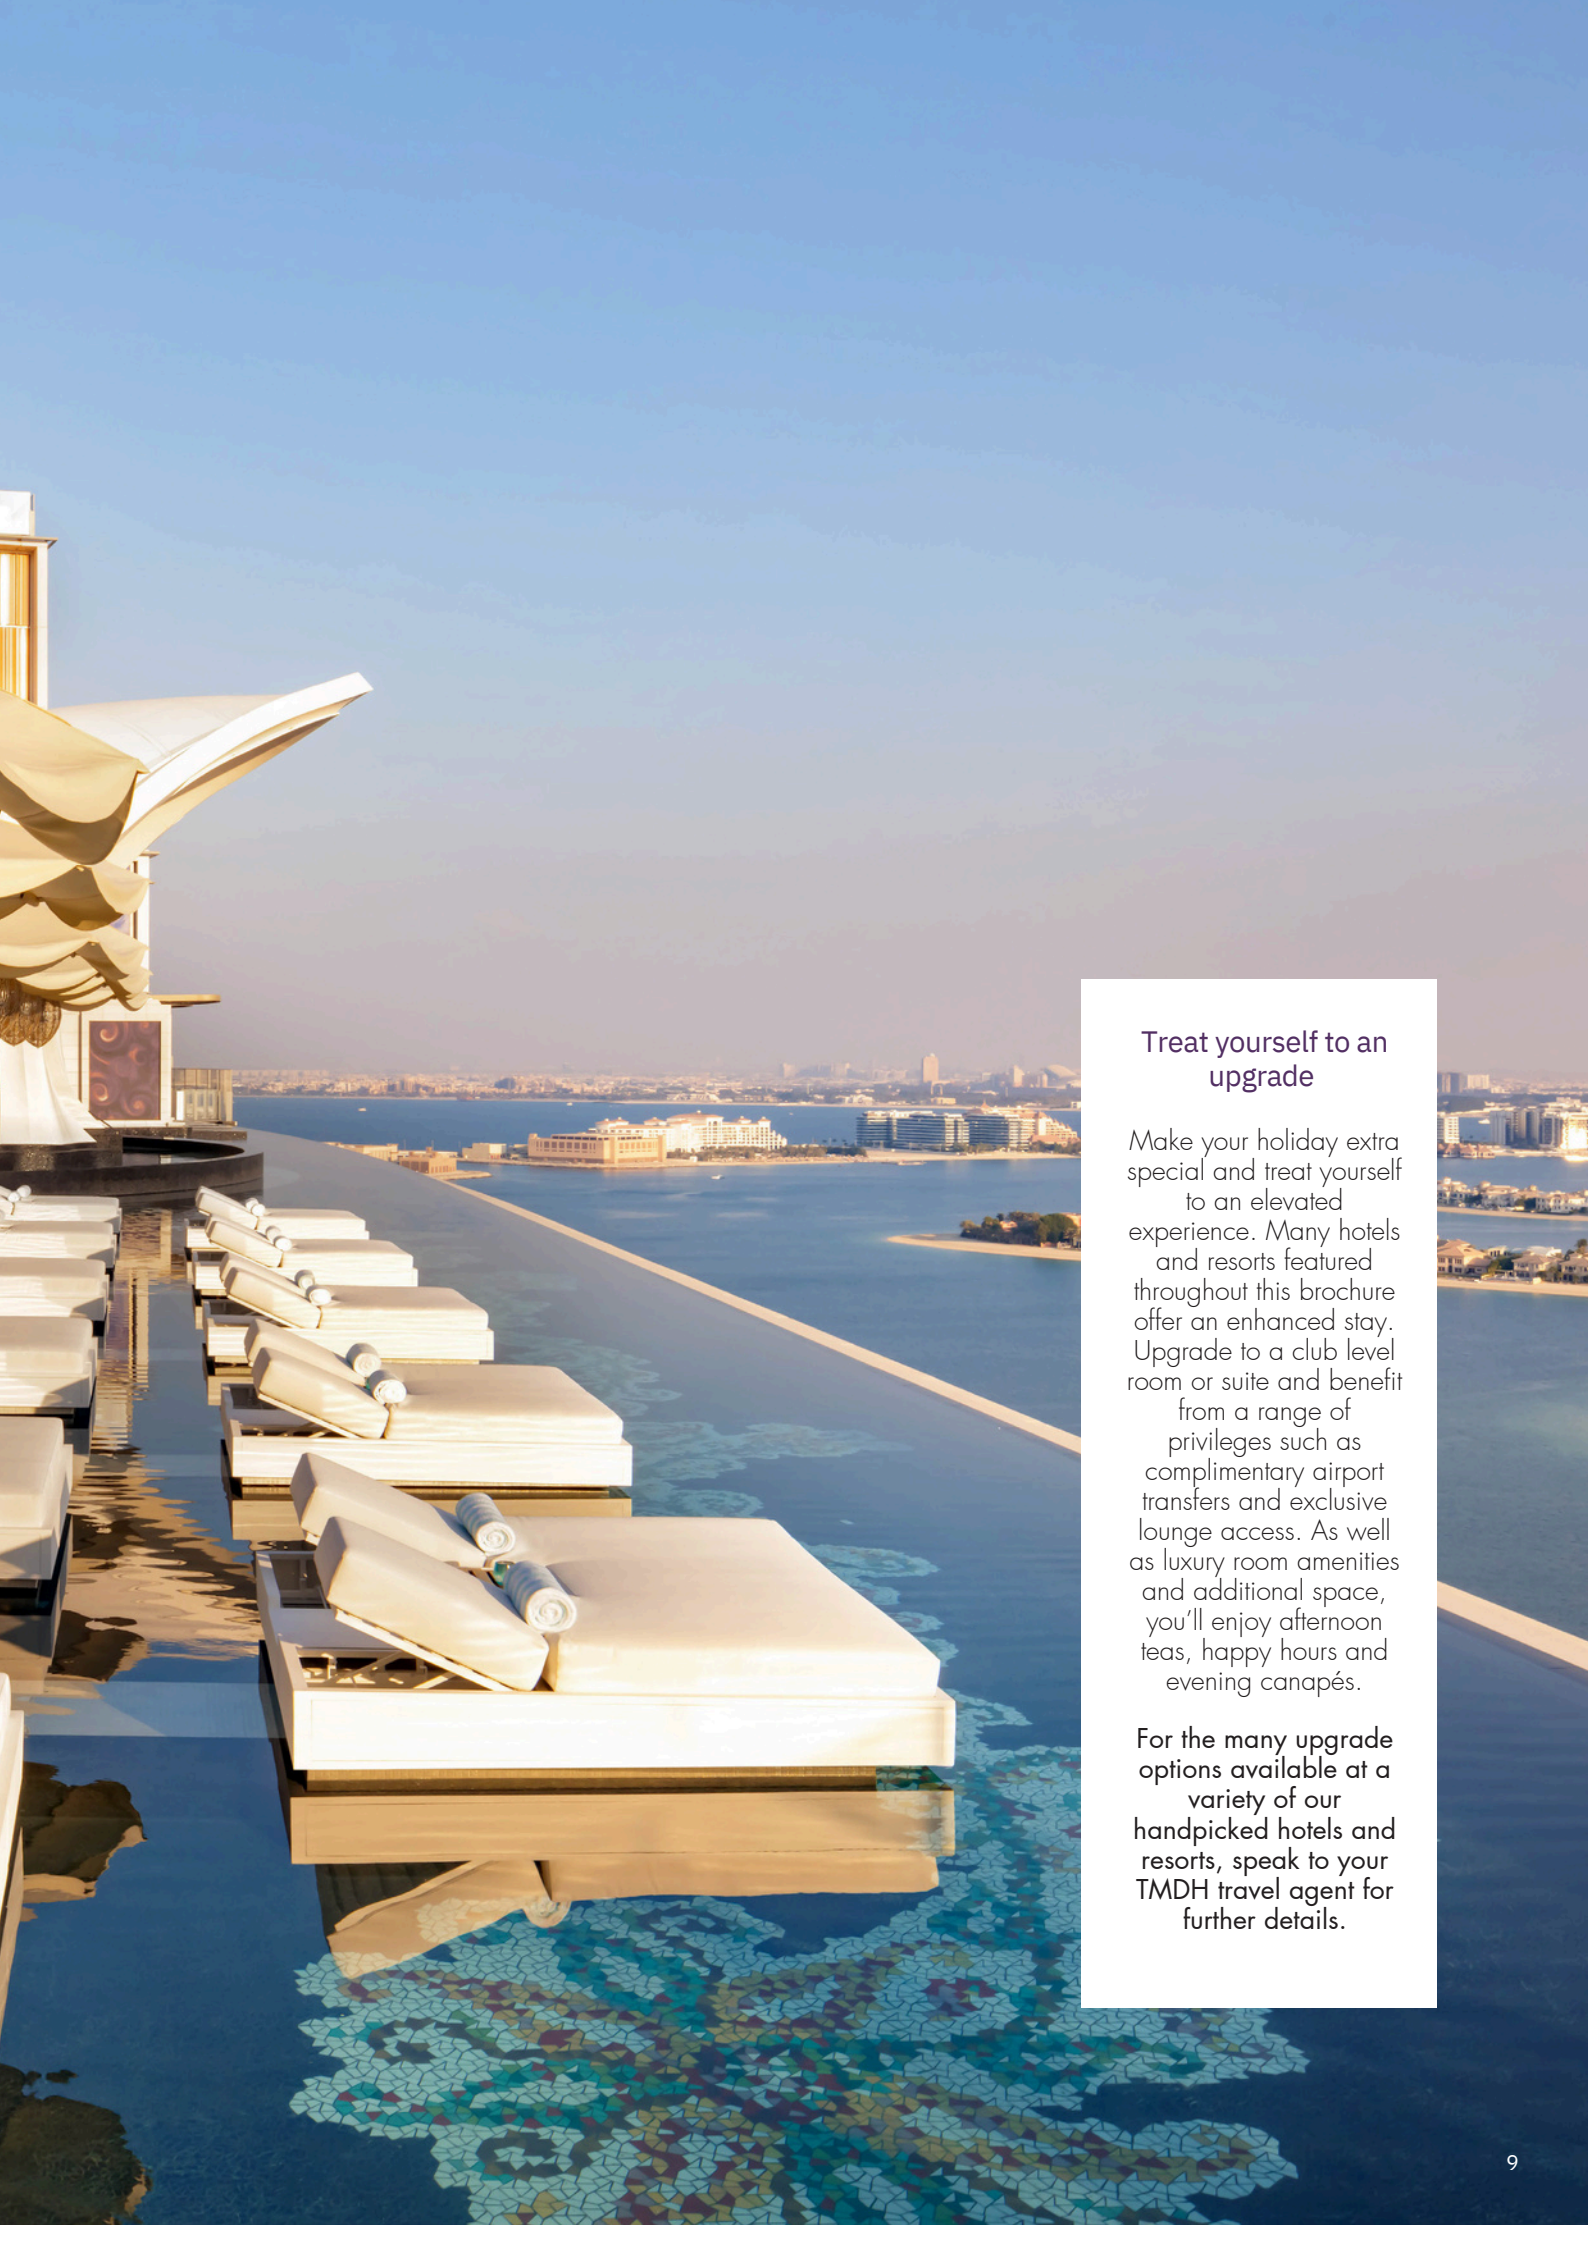 Treat yourself to an
upgrade
Make your holiday extra
special and treat yourself
to an elevated
experience. Many hotels
and resorts featured
throughout this brochure
offer an enhanced stay.
Upgrade to a club level
room or suite and benefit
from a range of
privileges such as
complimentary airport
transfers and exclusive
lounge access. As well
as luxury room amenities
and additional space,
you’ll enjoy afternoon
teas, happy hours and
evening canapés.
For the many upgrade
options available at a
variety of our
handpicked hotels and
resorts, speak to your
TMDH travel agent for
further details.
9